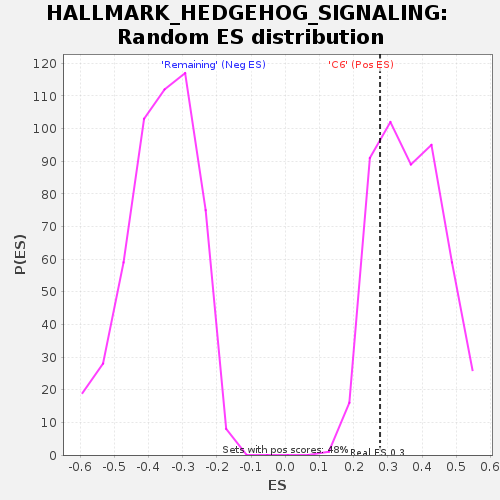 HALLMARK_HEDGEHOG_SIGNALING:
Random ES distribution
'Remaining' (Neg ES) 'C6' (Pos ES)
120
110
100
90
80
70
60
50
40
30
20
10
0
P(ES)
Sets with pos scores: 48%
Real ES 0.3
-0.6 -0.5 -0.4 -0.3 -0.2 -0.1 0.0 0.1 0.2 0.3 0.4 0.5 0.6
ES